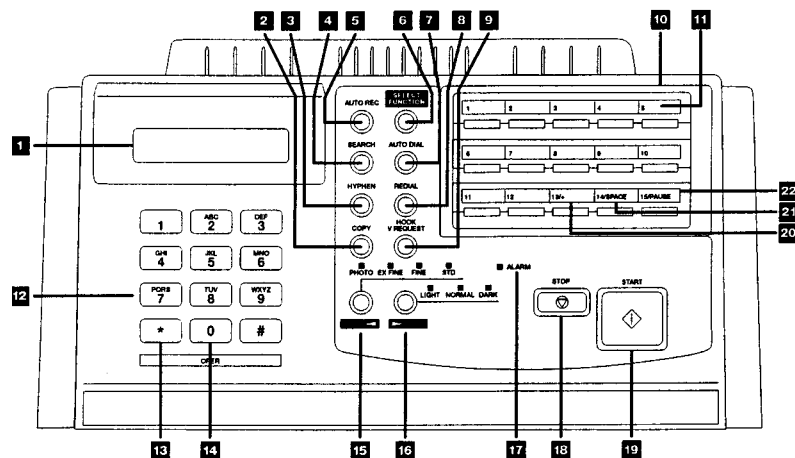 2 3 4 5 6 7 8 9 10 11
1
AUTO REC SELECT FUNCTION
SEARCH AUTO DIAL
HYPHEN REDIAL
COPY HOOK V REQUEST
PHOTO EX FINE FINE STD
LIGHT NORMAL DARK
ALARM
STOP
START
1 2 3 4 5
6 7 8 9 10
11 12 13/+ 14/SPACE 15/PAUSE
22
21
20
12
1 ABC 2 DEF 3
GHI 4 JKL 5 MNO 6
PQRS 7 TUV 8 WXYZ 9
* 0 #
OPER
13 14 15 16 17 18 19